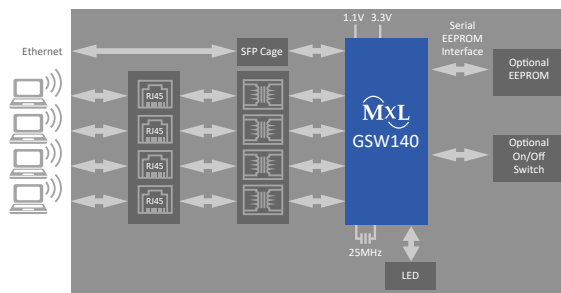 1.1V 3.3V
Ethernet
SFP Cage
Serial
EEPROM
Interface
Optional
EEPROM
RJ45
RJ45
RJ45
RJ45
MxL
GSW140
Optional
On/Off
Switch
25MHz
LED